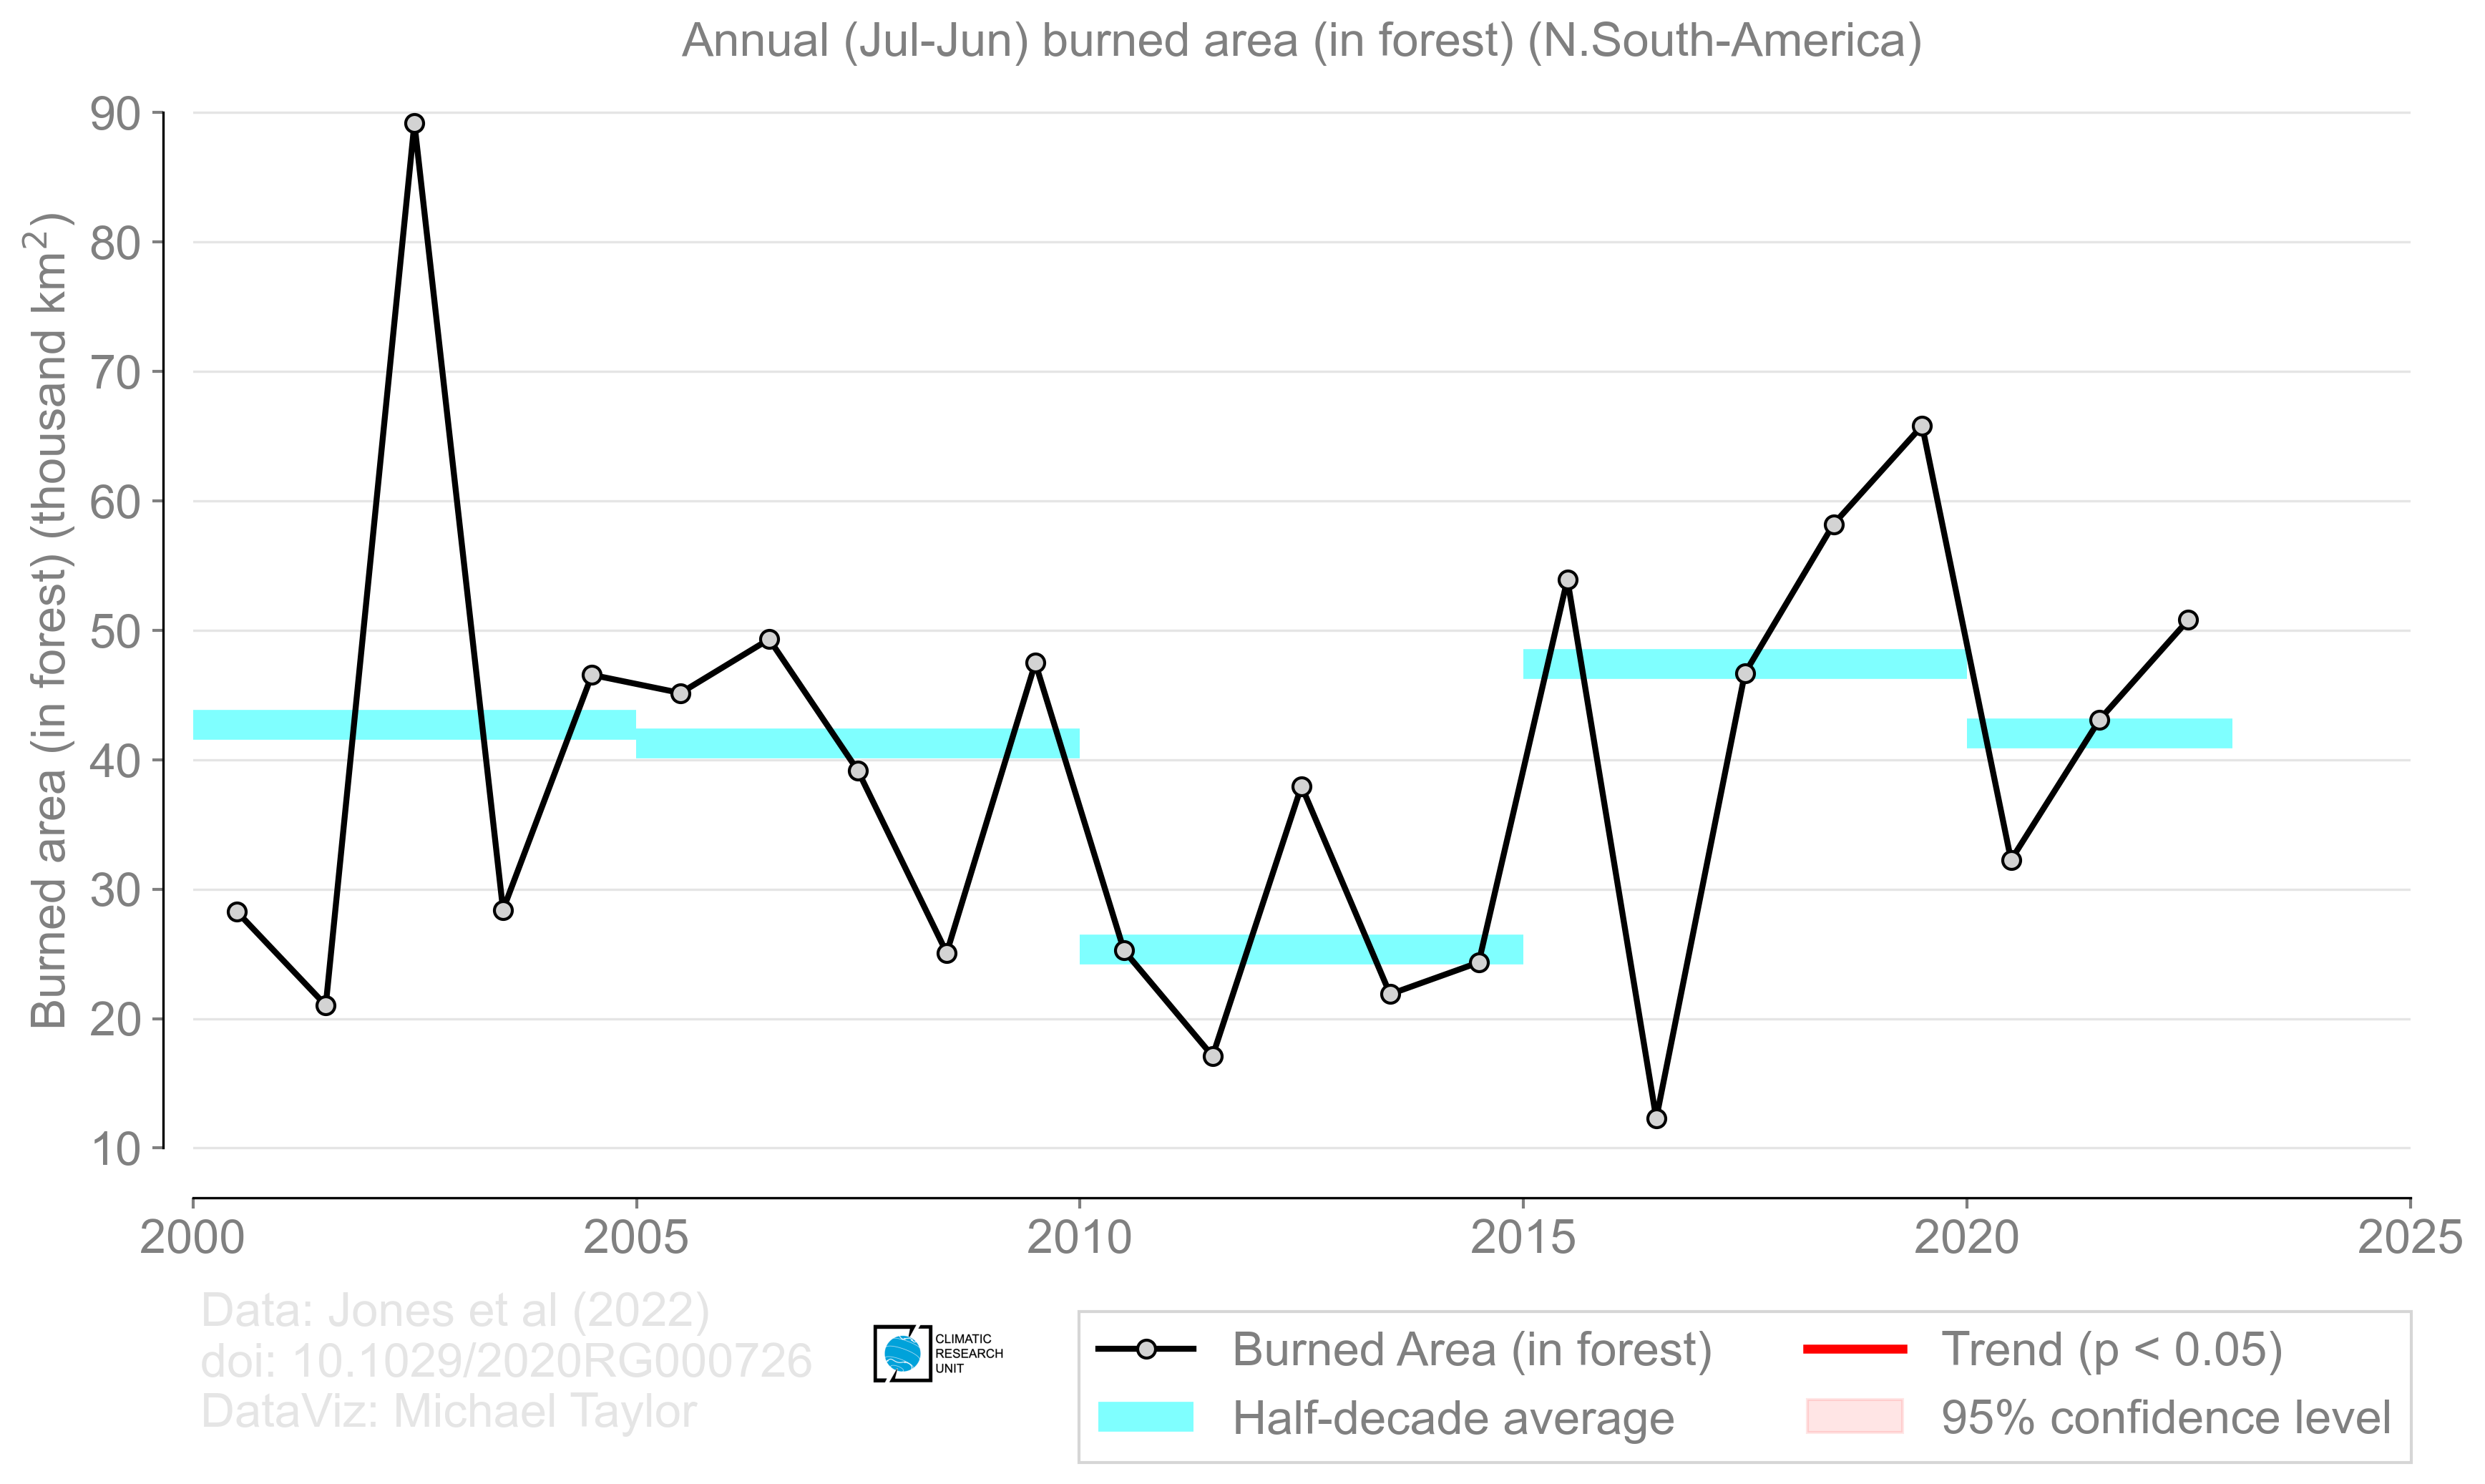 Annual (Jul-Jun) burned area (in forest) (N.South-America)
Burned area (in forest) (thousand km²)
90
80
70
60
50
40
30
20
10
2000 2005 2010 2015 2020 2025
Data: Jones et al (2022)
doi: 10.1029/2020RG000726
DataViz: Michael Taylor
CLIMATIC
RESEARCH
UNIT
Burned Area (in forest)
Half-decade average
Trend (p < 0.05)
95% confidence level